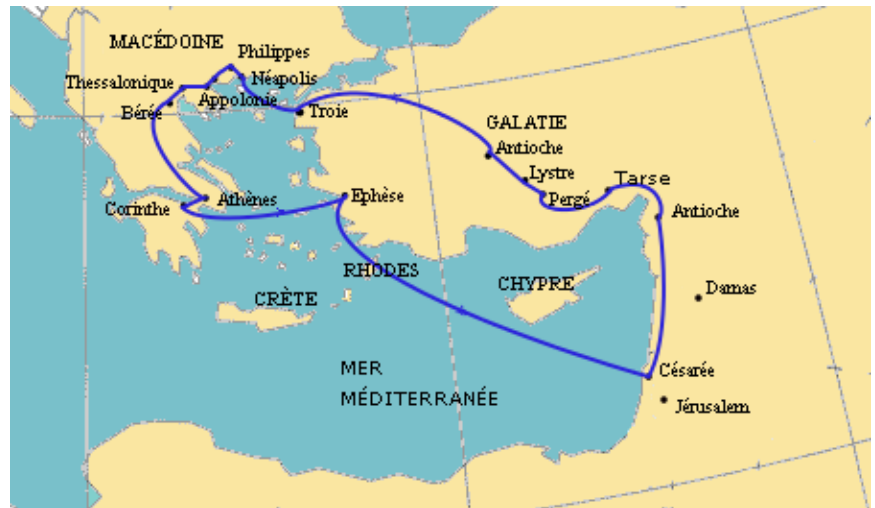 MACÉDOINE
Philippes
Thessalonique
Néapolis
Appolonie
Bérée
Troie
GALATIE
Antioche
Lystre
Tarse
Pergé
Athènes
Ephèse
Corinthe
Antioche
RHODES
CHYPRE
Damas
CRÈTE
MER
MÉDITERRANÉE
Césarée
Jérusalem